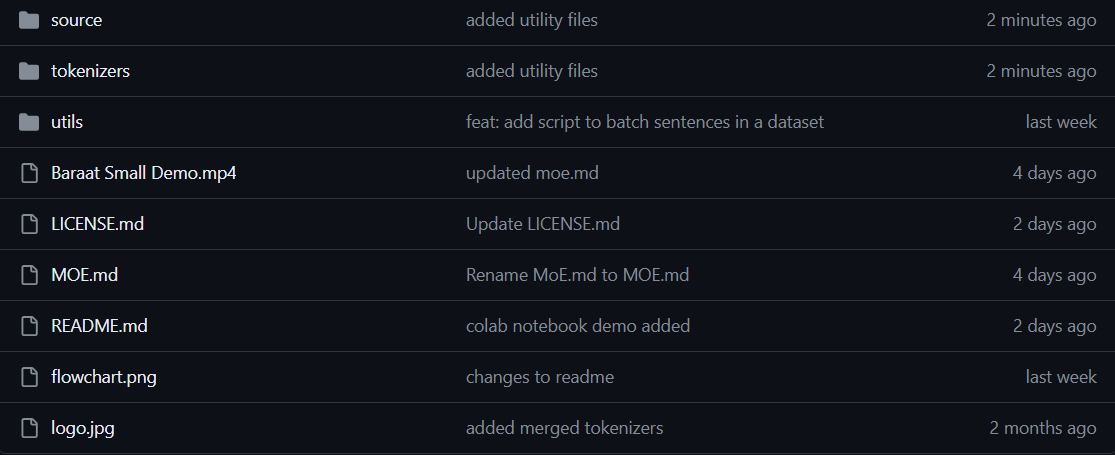 source added utility files 2 minutes ago
tokenizers added utility files 2 minutes ago
utils feat: add script to batch sentences in a dataset last week
Baraat Small Demo.mp4 updated moe.md 4 days ago
LICENSE.md Update LICENSE.md 2 days ago
MOE.md Rename MoE.md to MOE.md 4 days ago
README.md colab notebook demo added 2 days ago
flowchart.png changes to readme last week
logo.jpg added merged tokenizers 2 months ago